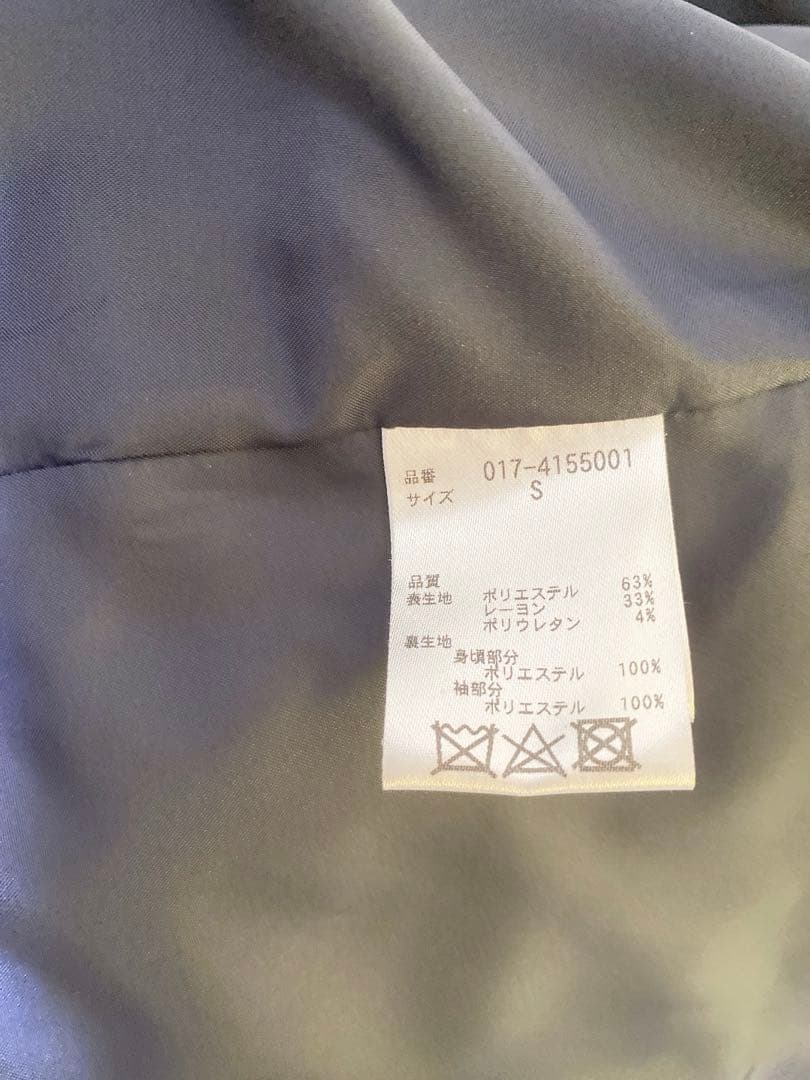 品番 017-4155001
サイズ S
品質
表生地 ポリエステル 63%
レーヨン 33%
ポリウレタン 4%
裏生地
身頃部分
ポリエステル 100%
袖部分
ポリエステル 100%